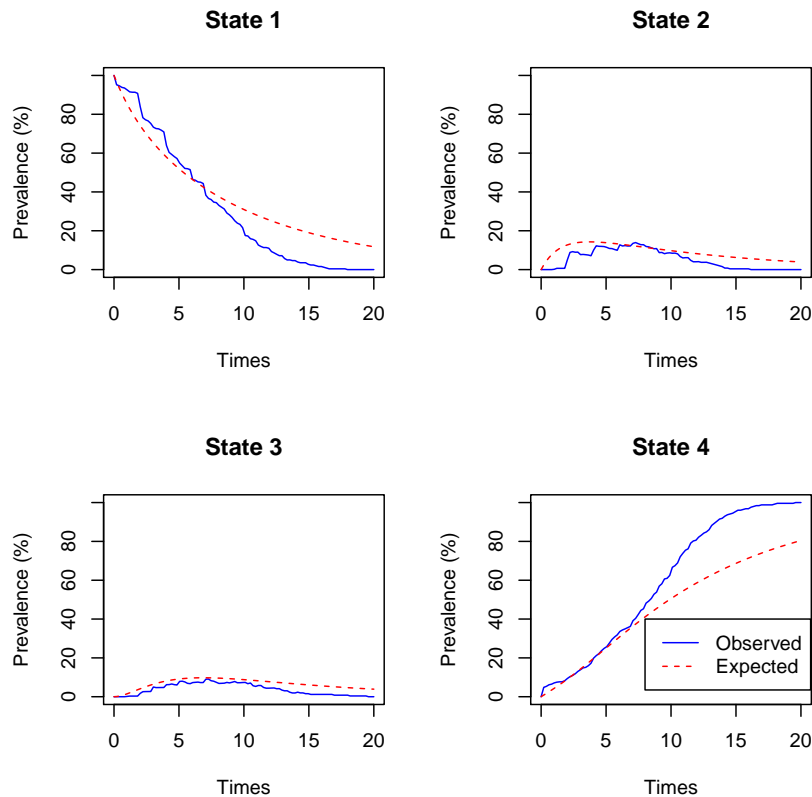 State 1
Prevalence (%)
0 20 40 60 80
0 5 10 15 20
Times
State 2
Prevalence (%)
0 20 40 60 80
0 5 10 15 20
Times
State 3
Prevalence (%)
0 20 40 60 80
0 5 10 15 20
Times
State 4
Prevalence (%)
0 20 40 60 80
0 5 10 15 20
Times
Observed
Expected